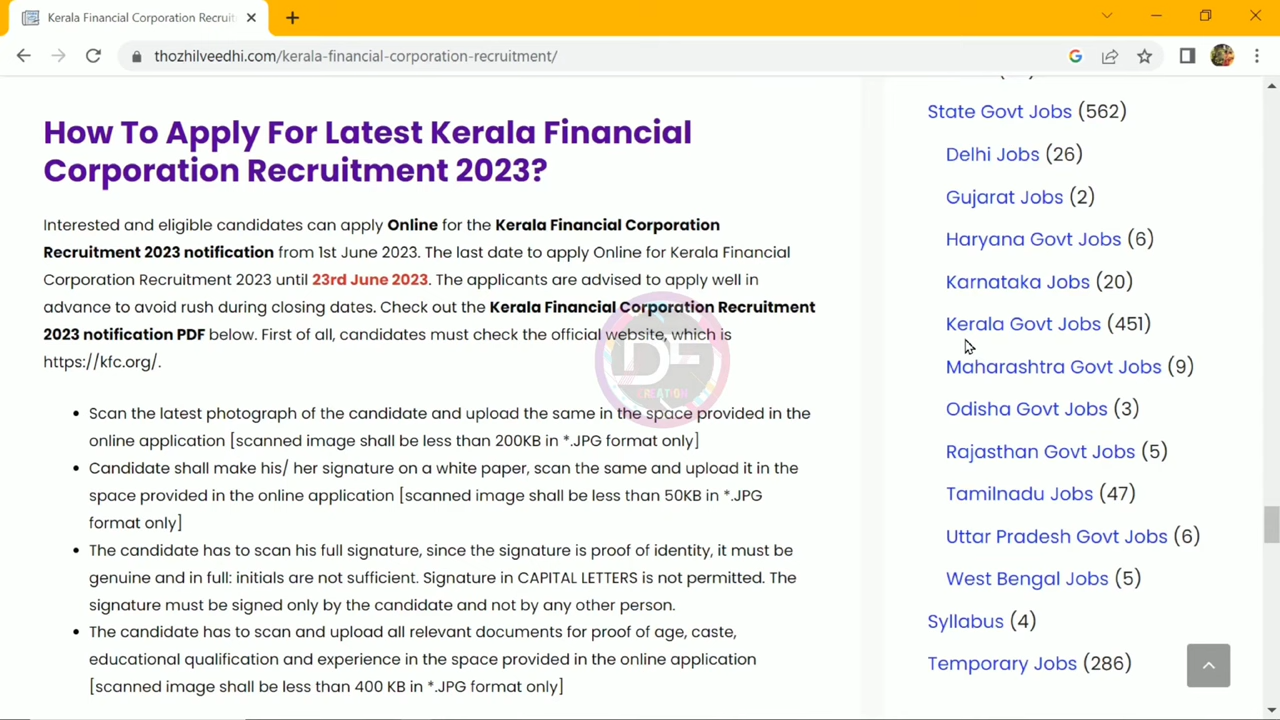 Kerala Financial Corporation Recruit
thozhilveedhi.com/kerala-financial-corporation-recruitment/
How To Apply For Latest Kerala Financial
Corporation Recruitment 2023?
Interested and eligible candidates can apply Online for the Kerala Financial Corporation
Recruitment 2023 notification from 1st June 2023. The last date to apply Online for Kerala Financial
Corporation Recruitment 2023 until 23rd June 2023. The applicants are advised to apply well in
advance to avoid rush during closing dates. Check out the Kerala Financial Corporation Recruitment
2023 notification PDF below. First of all, candidates must check the official website, which is
https://kfc.org/.
• Scan the latest photograph of the candidate and upload the same in the space provided in the
online application [scanned image shall be less than 200KB in *.JPG format only]
• Candidate shall make his/ her signature on a white paper, scan the same and upload it in the
space provided in the online application [scanned image shall be less than 50KB in *.JPG
format only]
• The candidate has to scan his full signature, since the signature is proof of identity, it must be
genuine and in full: initials are not sufficient. Signature in CAPITAL LETTERS is not permitted. The
signature must be signed only by the candidate and not by any other person.
• The candidate has to scan and upload all relevant documents for proof of age, caste,
educational qualification and experience in the space provided in the online application
[scanned image shall be less than 400 KB in *.JPG format only]
State Govt Jobs (562)
Delhi Jobs (26)
Gujarat Jobs (2)
Haryana Govt Jobs (6)
Karnataka Jobs (20)
Kerala Govt Jobs (451)
Maharashtra Govt Jobs (9)
Odisha Govt Jobs (3)
Rajasthan Govt Jobs (5)
Tamilnadu Jobs (47)
Uttar Pradesh Govt Jobs (6)
West Bengal Jobs (5)
Syllabus (4)
Temporary Jobs (286)
CREATION